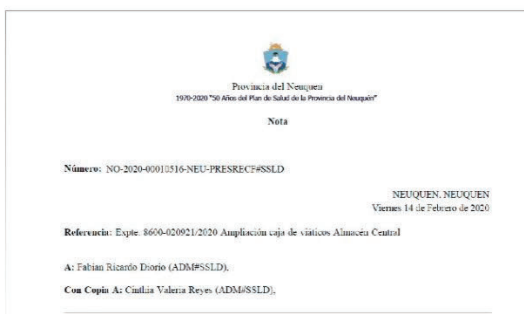 Provincia del Neuquen
1970-2020 "50 Años del Plan de Salud de la Provincia del Neuquén"
Nota
Número: NO-2020-00010516-NEU-PRESRECF#SSLD
NEUQUEN, NEUQUEN
Viernes 14 de Febrero de 2020
Referencia: Expte. 8600-020921/2020 Ampliación caja de viáticos Almacén Central
A: Fabian Ricardo Diorio (ADM#SSLD),
Con Copia A: Cinthia Valeria Reyes (ADM#SSLD),